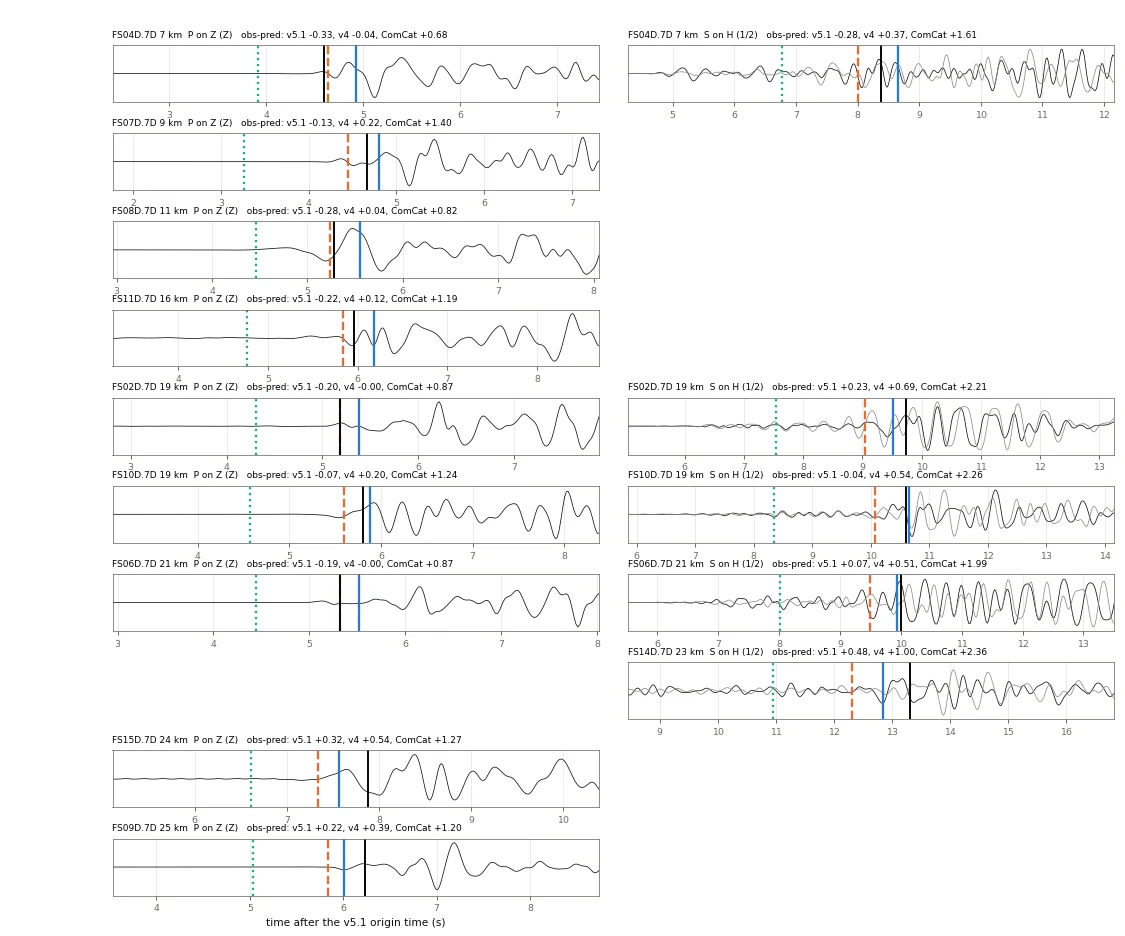 FS04D.7D 7 km P on Z (Z) obs-pred: v5.1 -0.33, v4 -0.04, ComCat +0.68
3 4 5 6 7
FS04D.7D 7 km S on H (1/2) obs-pred: v5.1 -0.28, v4 +0.37, ComCat +1.61
5 6 7 8 9 10 11 12
FS07D.7D 9 km P on Z (Z) obs-pred: v5.1 -0.13, v4 +0.22, ComCat +1.40
2 3 4 5 6 7
FS08D.7D 11 km P on Z (Z) obs-pred: v5.1 -0.28, v4 +0.04, ComCat +0.82
3 4 5 6 7 8
FS11D.7D 16 km P on Z (Z) obs-pred: v5.1 -0.22, v4 +0.12, ComCat +1.19
4 5 6 7 8
FS02D.7D 19 km P on Z (Z) obs-pred: v5.1 -0.20, v4 -0.00, ComCat +0.87
3 4 5 6 7
FS02D.7D 19 km S on H (1/2) obs-pred: v5.1 +0.23, v4 +0.69, ComCat +2.21
6 7 8 9 10 11 12 13
FS10D.7D 19 km P on Z (Z) obs-pred: v5.1 -0.07, v4 +0.20, ComCat +1.24
4 5 6 7 8
FS10D.7D 19 km S on H (1/2) obs-pred: v5.1 -0.04, v4 +0.54, ComCat +2.26
6 7 8 9 10 11 12 13 14
FS06D.7D 21 km P on Z (Z) obs-pred: v5.1 -0.19, v4 -0.00, ComCat +0.87
3 4 5 6 7 8
FS06D.7D 21 km S on H (1/2) obs-pred: v5.1 +0.07, v4 +0.51, ComCat +1.99
6 7 8 9 10 11 12 13
FS14D.7D 23 km S on H (1/2) obs-pred: v5.1 +0.48, v4 +1.00, ComCat +2.36
9 10 11 12 13 14 15 16
FS15D.7D 24 km P on Z (Z) obs-pred: v5.1 +0.32, v4 +0.54, ComCat +1.27
6 7 8 9 10
FS09D.7D 25 km P on Z (Z) obs-pred: v5.1 +0.22, v4 +0.39, ComCat +1.20
4 5 6 7 8
time after the v5.1 origin time (s)